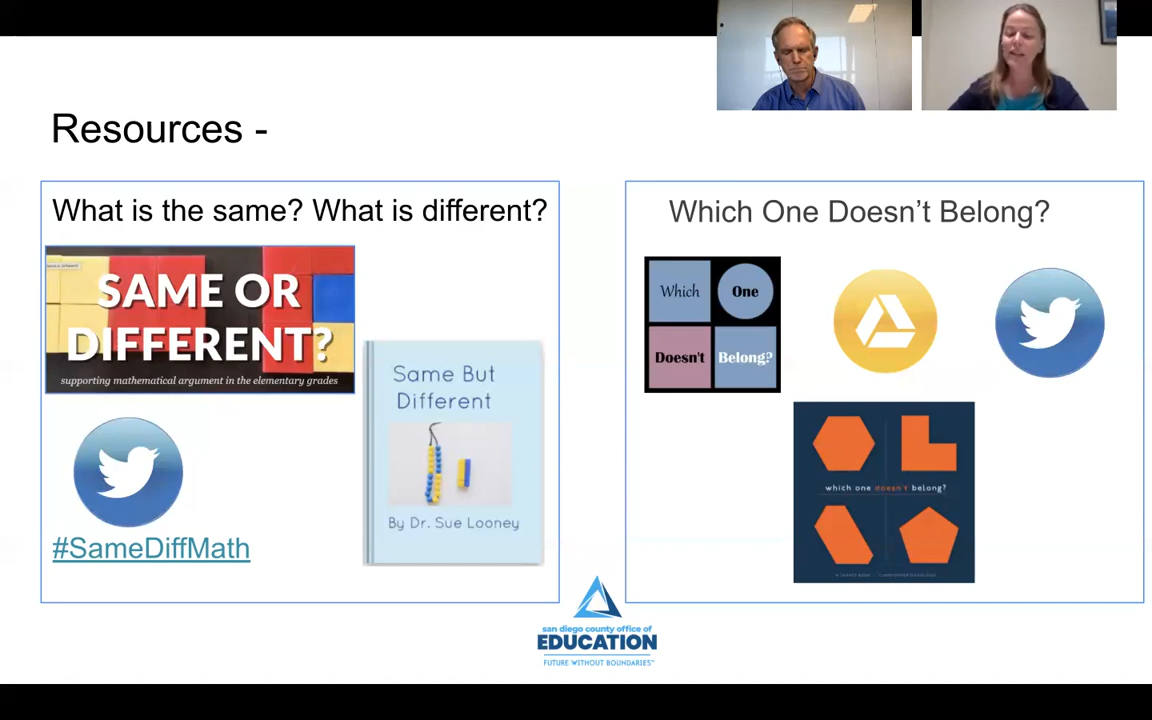 Resources -
What is the same? What is different?
SAME OR
DIFFERENT?
supporting mathematical argument in the elementary grades
Same But
Different
By Dr. Sue Looney
#SameDiffMath
Which One Doesn't Belong?
Which One
Doesn't Belong?
which one doesn't belong?
san diego county office of
EDUCATION
FUTURE WITHOUT BOUNDARIES™